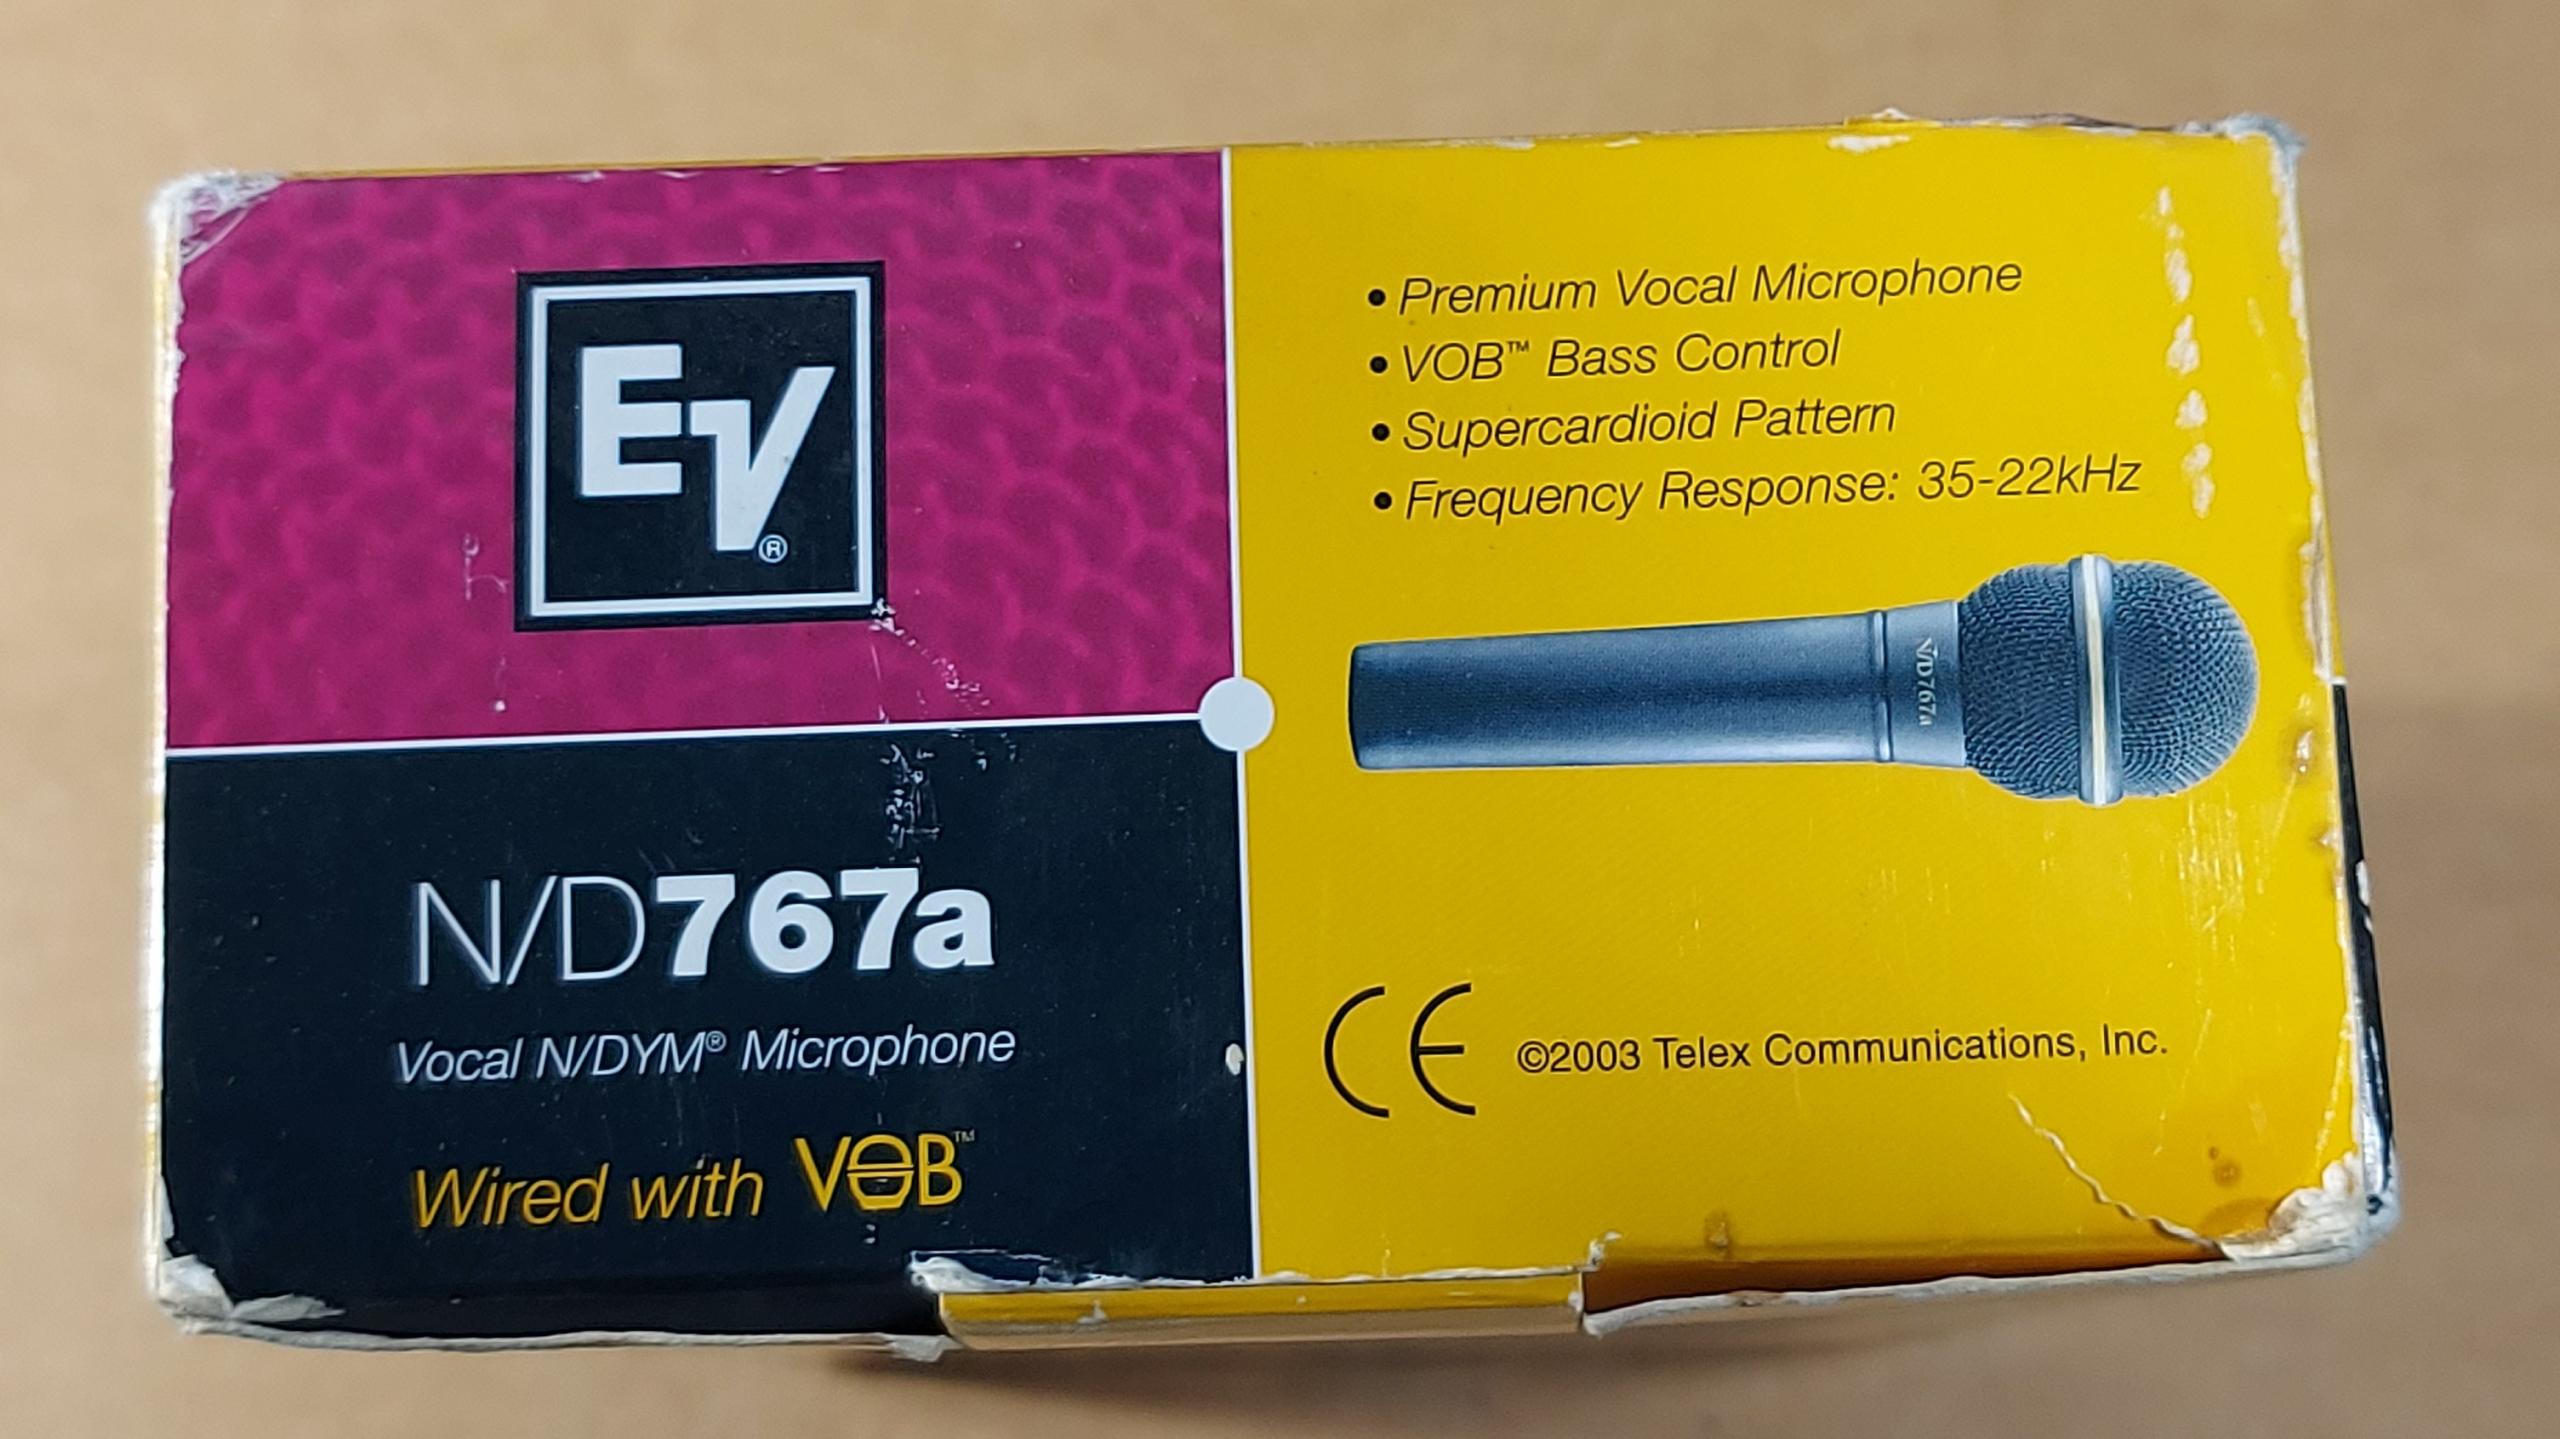 EV®
N/D767a
Vocal N/DYM® Microphone
Wired with VOB™
• Premium Vocal Microphone
• VOB™ Bass Control
• Supercardioid Pattern
• Frequency Response: 35-22kHz
N/D767a
CE ©2003 Telex Communications, Inc.